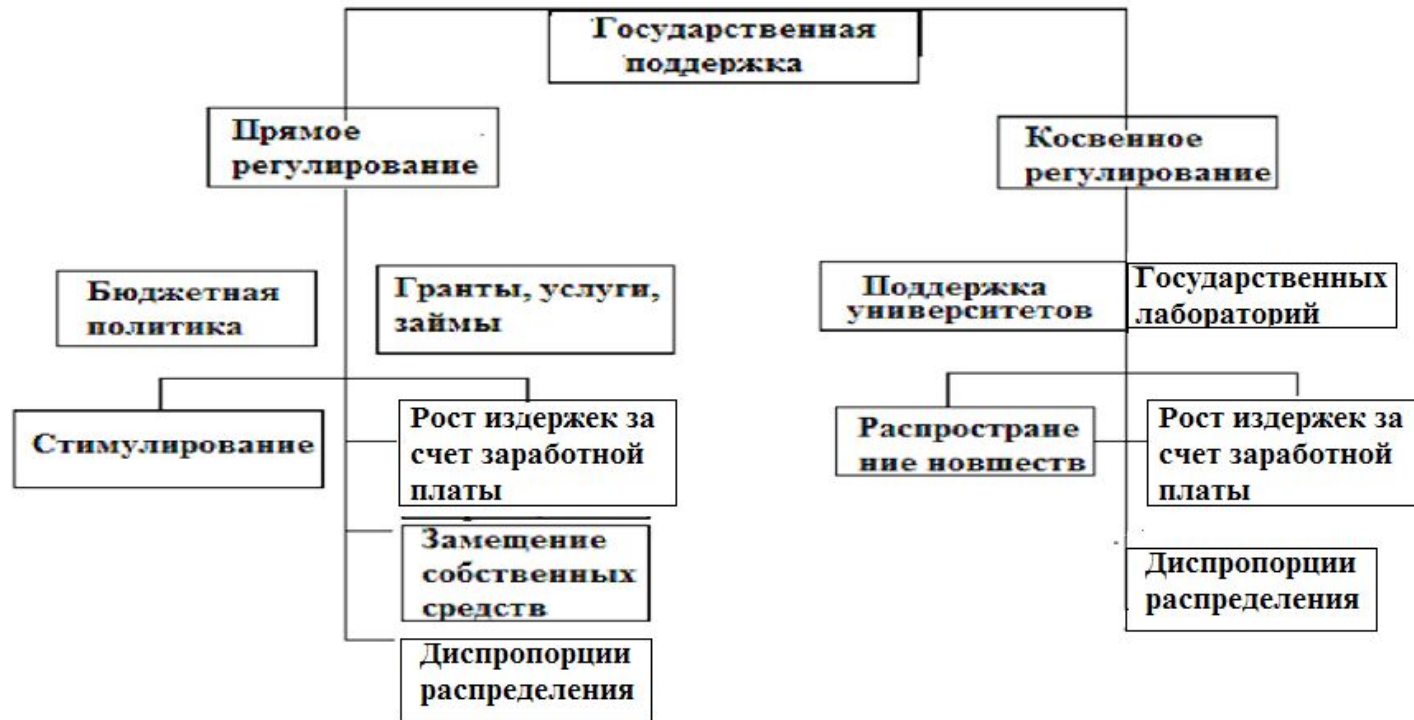 Государственная
поддержка
Прямое
регулирование
Косвенное
регулирование
Бюджетная
политика
Гранты, услуги,
займы
Поддержка
университетов
Государственных
лабораторий
Стимулирование
Рост издержек за
счет заработной
платы
Распростране
ние новшеств
Рост издержек за
счет заработной
платы
Замещение
собственных
средств
Диспропорции
распределения
Диспропорции
распределения